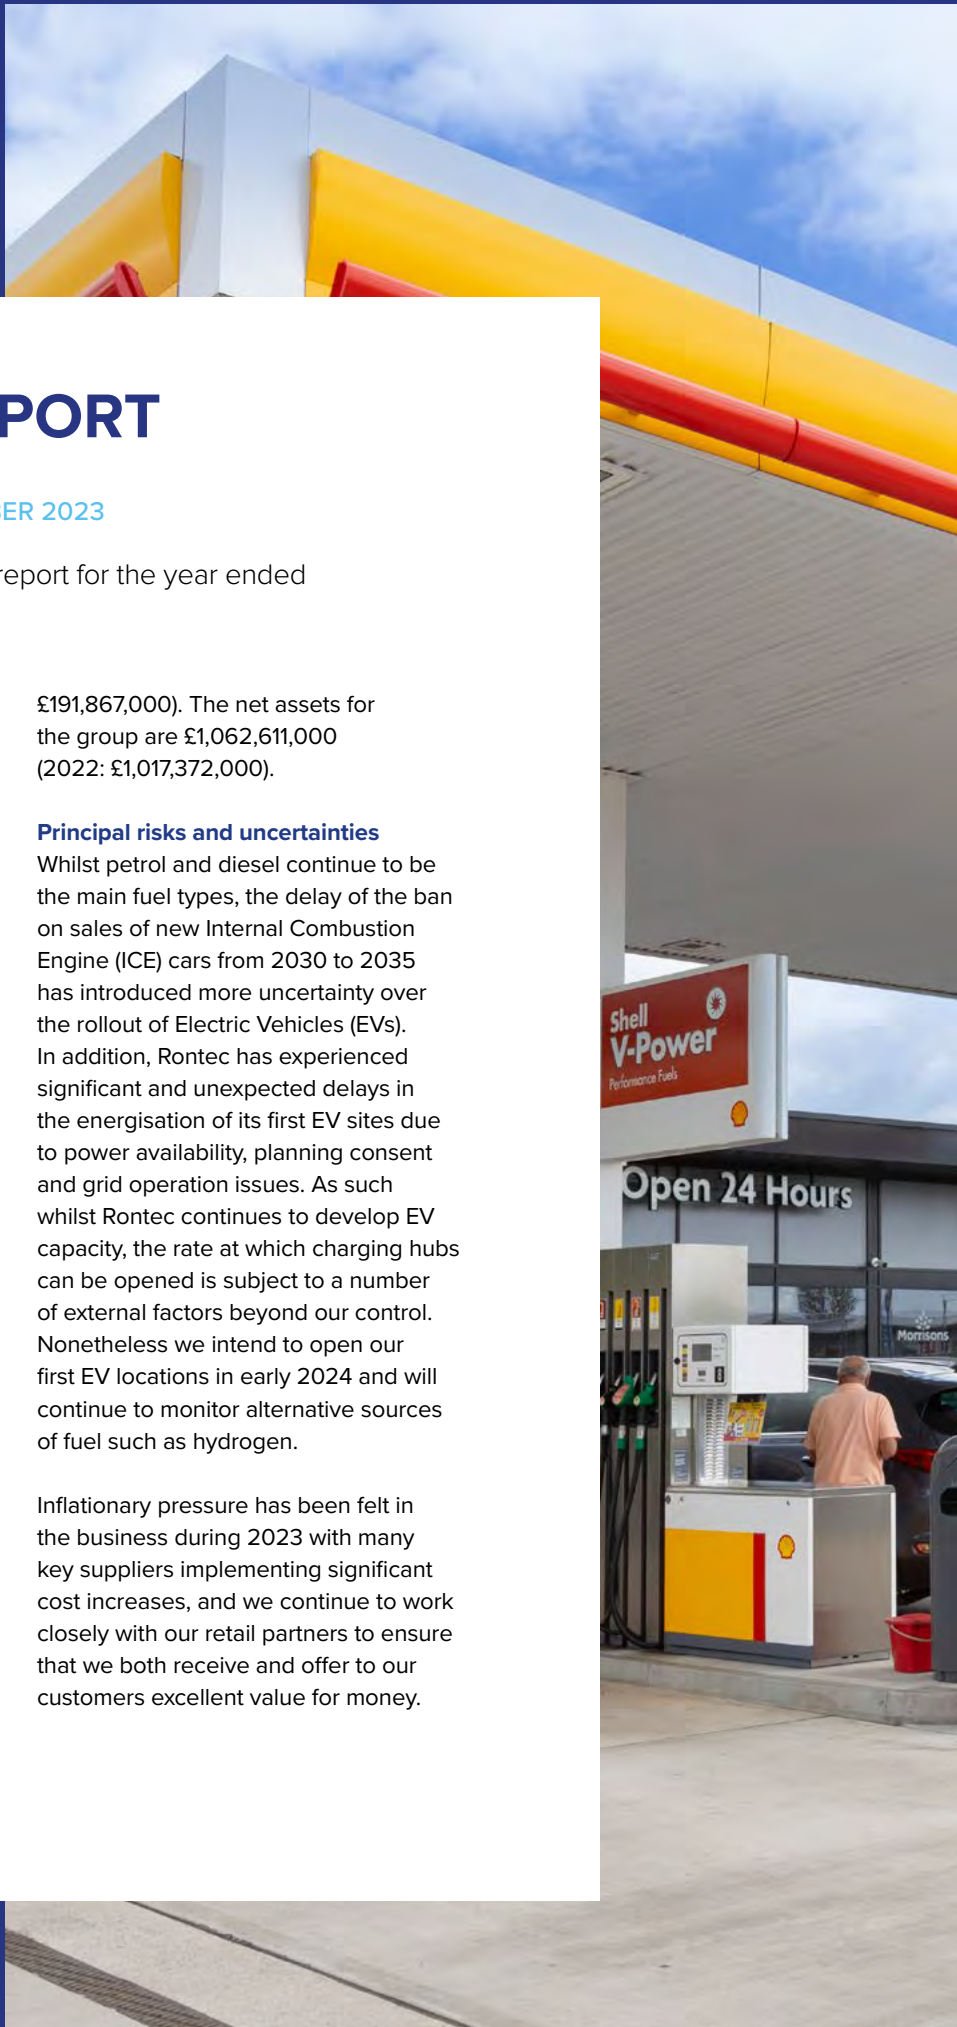 PORT
ER 2023
report for the year ended
£191,867,000). The net assets for
the group are £1,062,611,000
(2022: £1,017,372,000).
Principal risks and uncertainties
Whilst petrol and diesel continue to be
the main fuel types, the delay of the ban
on sales of new Internal Combustion
Engine (ICE) cars from 2030 to 2035
has introduced more uncertainty over
the rollout of Electric Vehicles (EVs).
In addition, Rontec has experienced
significant and unexpected delays in
the energisation of its first EV sites due
to power availability, planning consent
and grid operation issues. As such
whilst Rontec continues to develop EV
capacity, the rate at which charging hubs
can be opened is subject to a number
of external factors beyond our control.
Nonetheless we intend to open our
first EV locations in early 2024 and will
continue to monitor alternative sources
of fuel such as hydrogen.
Inflationary pressure has been felt in
the business during 2023 with many
key suppliers implementing significant
cost increases, and we continue to work
closely with our retail partners to ensure
that we both receive and offer to our
customers excellent value for money.
Shell
V-Power
Performance Fuels
Open 24 Hours
Morrisons